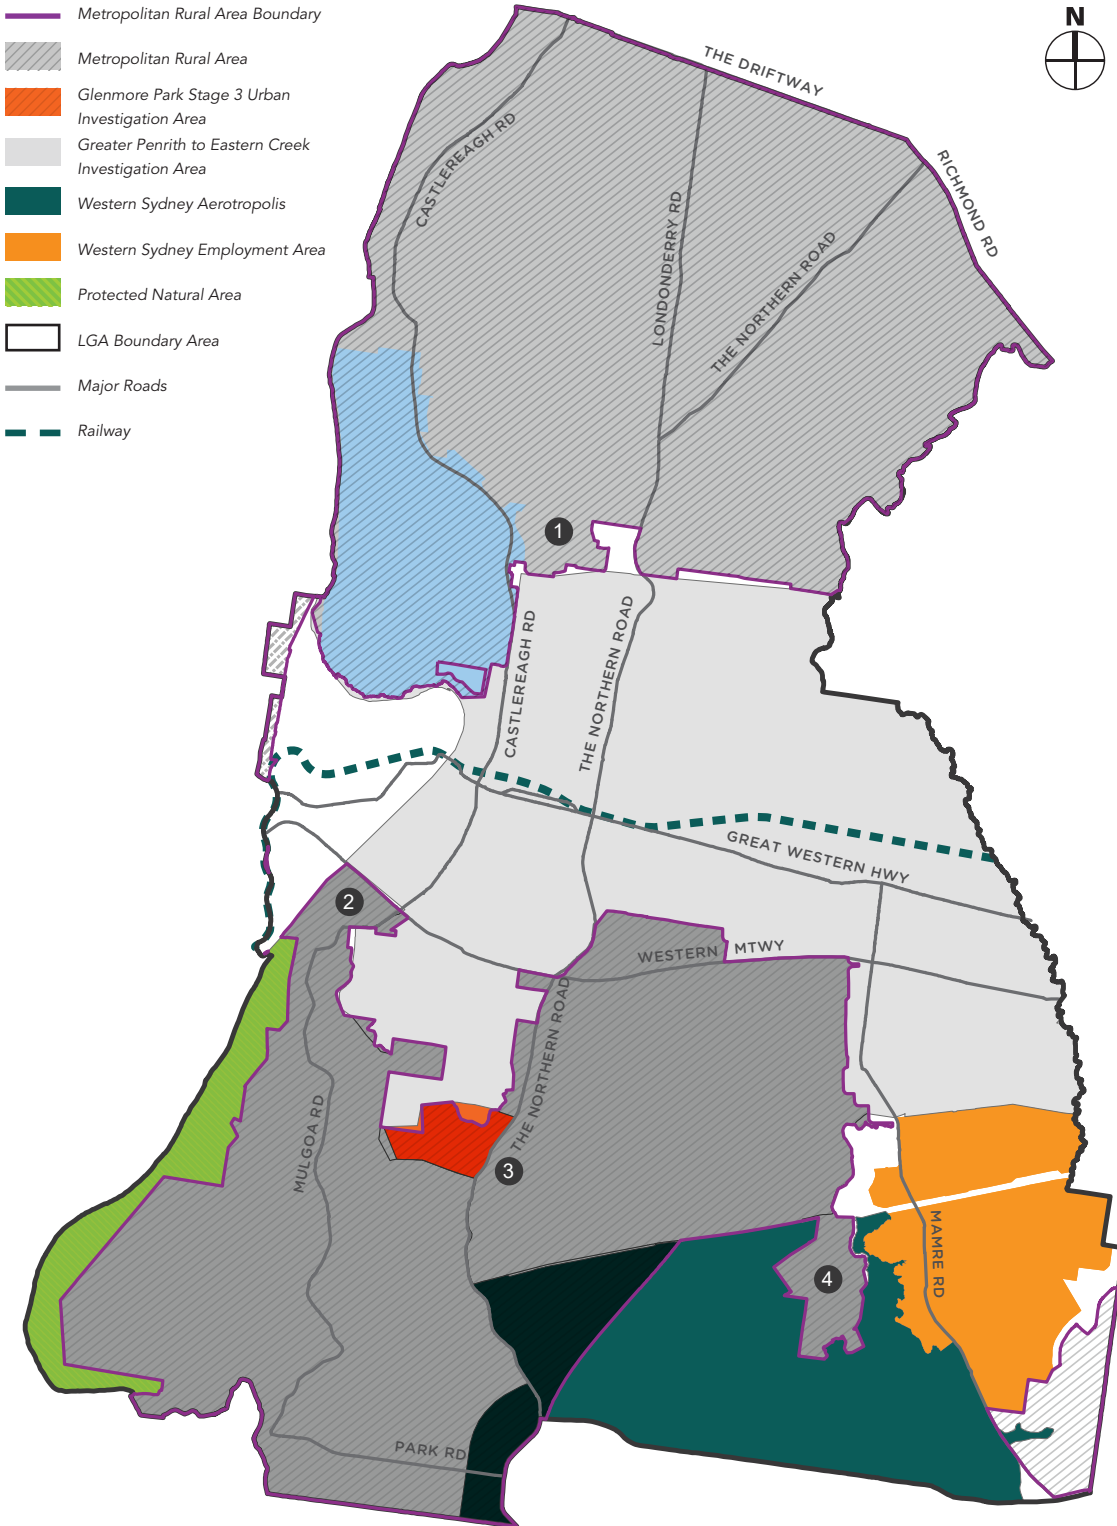 Metropolitan Rural Area Boundary
Metropolitan Rural Area
Glenmore Park Stage 3 Urban
Investigation Area
Greater Penrith to Eastern Creek
Investigation Area
Western Sydney Aerotropolis
Western Sydney Employment Area
Protected Natural Area
LGA Boundary Area
Major Roads
Railway
N
THE DRIFTWAY
CASTLEREAGH RD
RICHMOND RD
LONDONDERRY RD
THE NORTHERN ROAD
1
CASTLEREAGH RD
THE NORTHERN ROAD
GREAT WESTERN HWY
2
WESTERN MTWY
THE NORTHERN ROAD
MULGOA RD
3
MAMRE RD
4
PARK RD